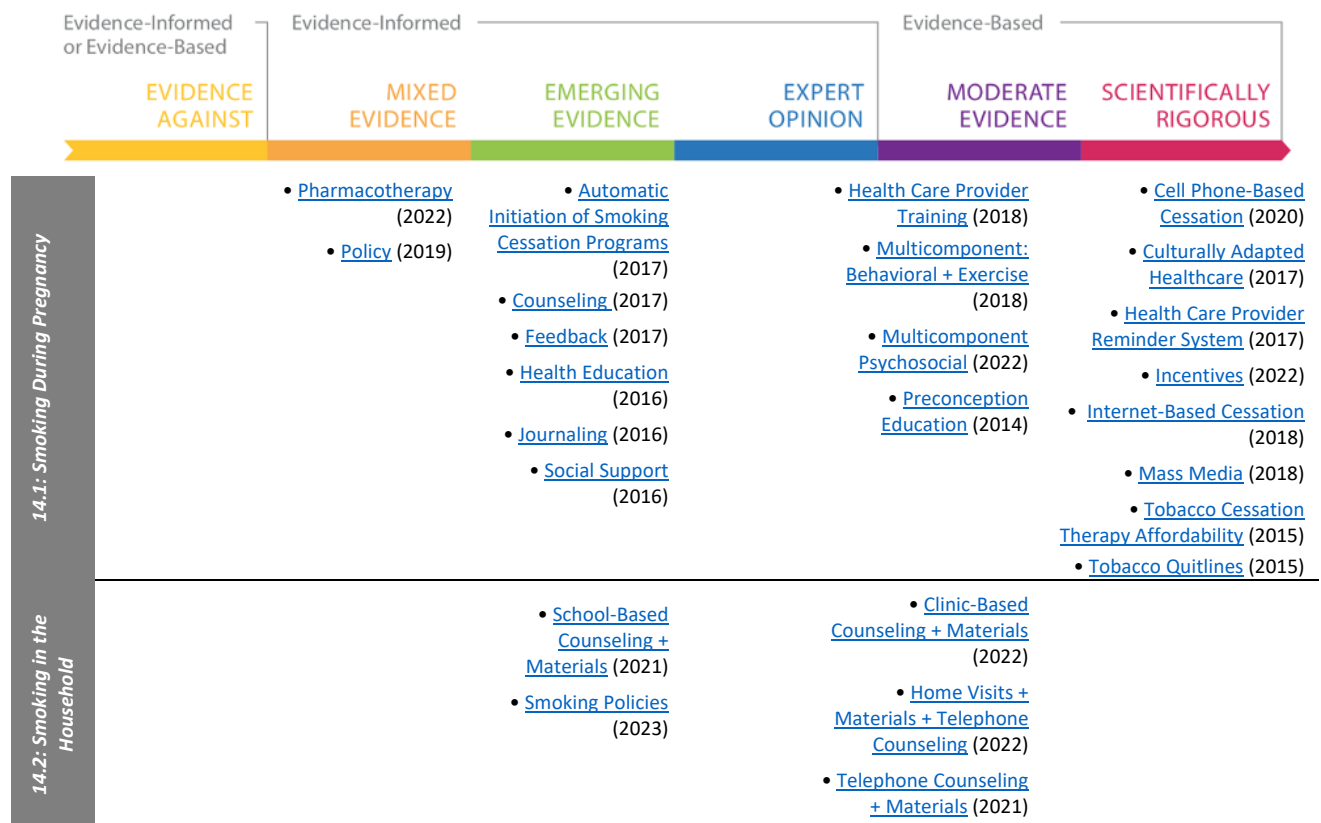 Evidence-Informed
or Evidence-Based
Evidence-Informed
Evidence-Based
EVIDENCE
AGAINST
MIXED
EVIDENCE
EMERGING
EVIDENCE
EXPERT
OPINION
MODERATE
EVIDENCE
SCIENTIFICALLY
RIGOROUS
14.1: Smoking During Pregnancy
• Pharmacotherapy
(2022)
• Policy (2019)
• Automatic
Initiation of Smoking
Cessation Programs
(2017)
• Counseling (2017)
• Feedback (2017)
• Health Education
(2016)
• Journaling (2016)
• Social Support
(2016)
• Health Care Provider
Training (2018)
• Multicomponent:
Behavioral + Exercise
(2018)
• Multicomponent
Psychosocial (2022)
• Preconception
Education (2014)
• Cell Phone-Based
Cessation (2020)
• Culturally Adapted
Healthcare (2017)
• Health Care Provider
Reminder System (2017)
• Incentives (2022)
• Internet-Based Cessation
(2018)
• Mass Media (2018)
• Tobacco Cessation
Therapy Affordability (2015)
• Tobacco Quitlines (2015)
14.2: Smoking in the
Household
• School-Based
Counseling +
Materials (2021)
• Smoking Policies
(2023)
• Clinic-Based
Counseling + Materials
(2022)
• Home Visits +
Materials + Telephone
Counseling (2022)
• Telephone Counseling
+ Materials (2021)